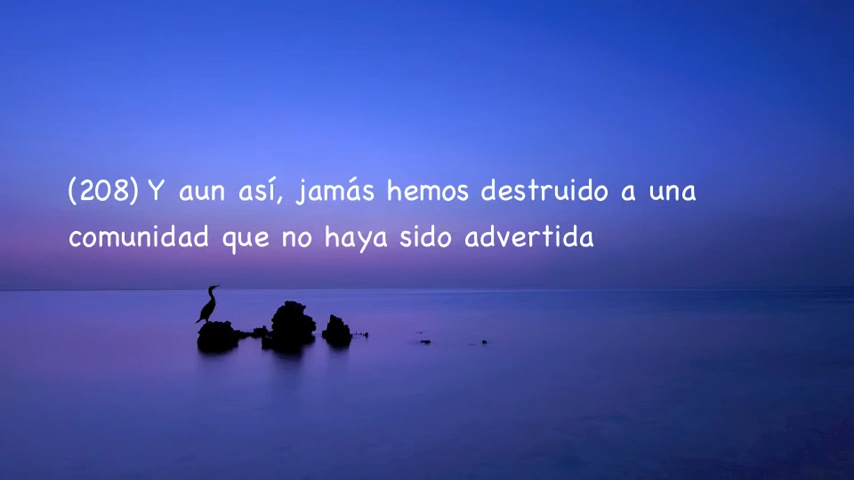 (208) Y aun así, jamás hemos destruido a una
comunidad que no haya sido advertida